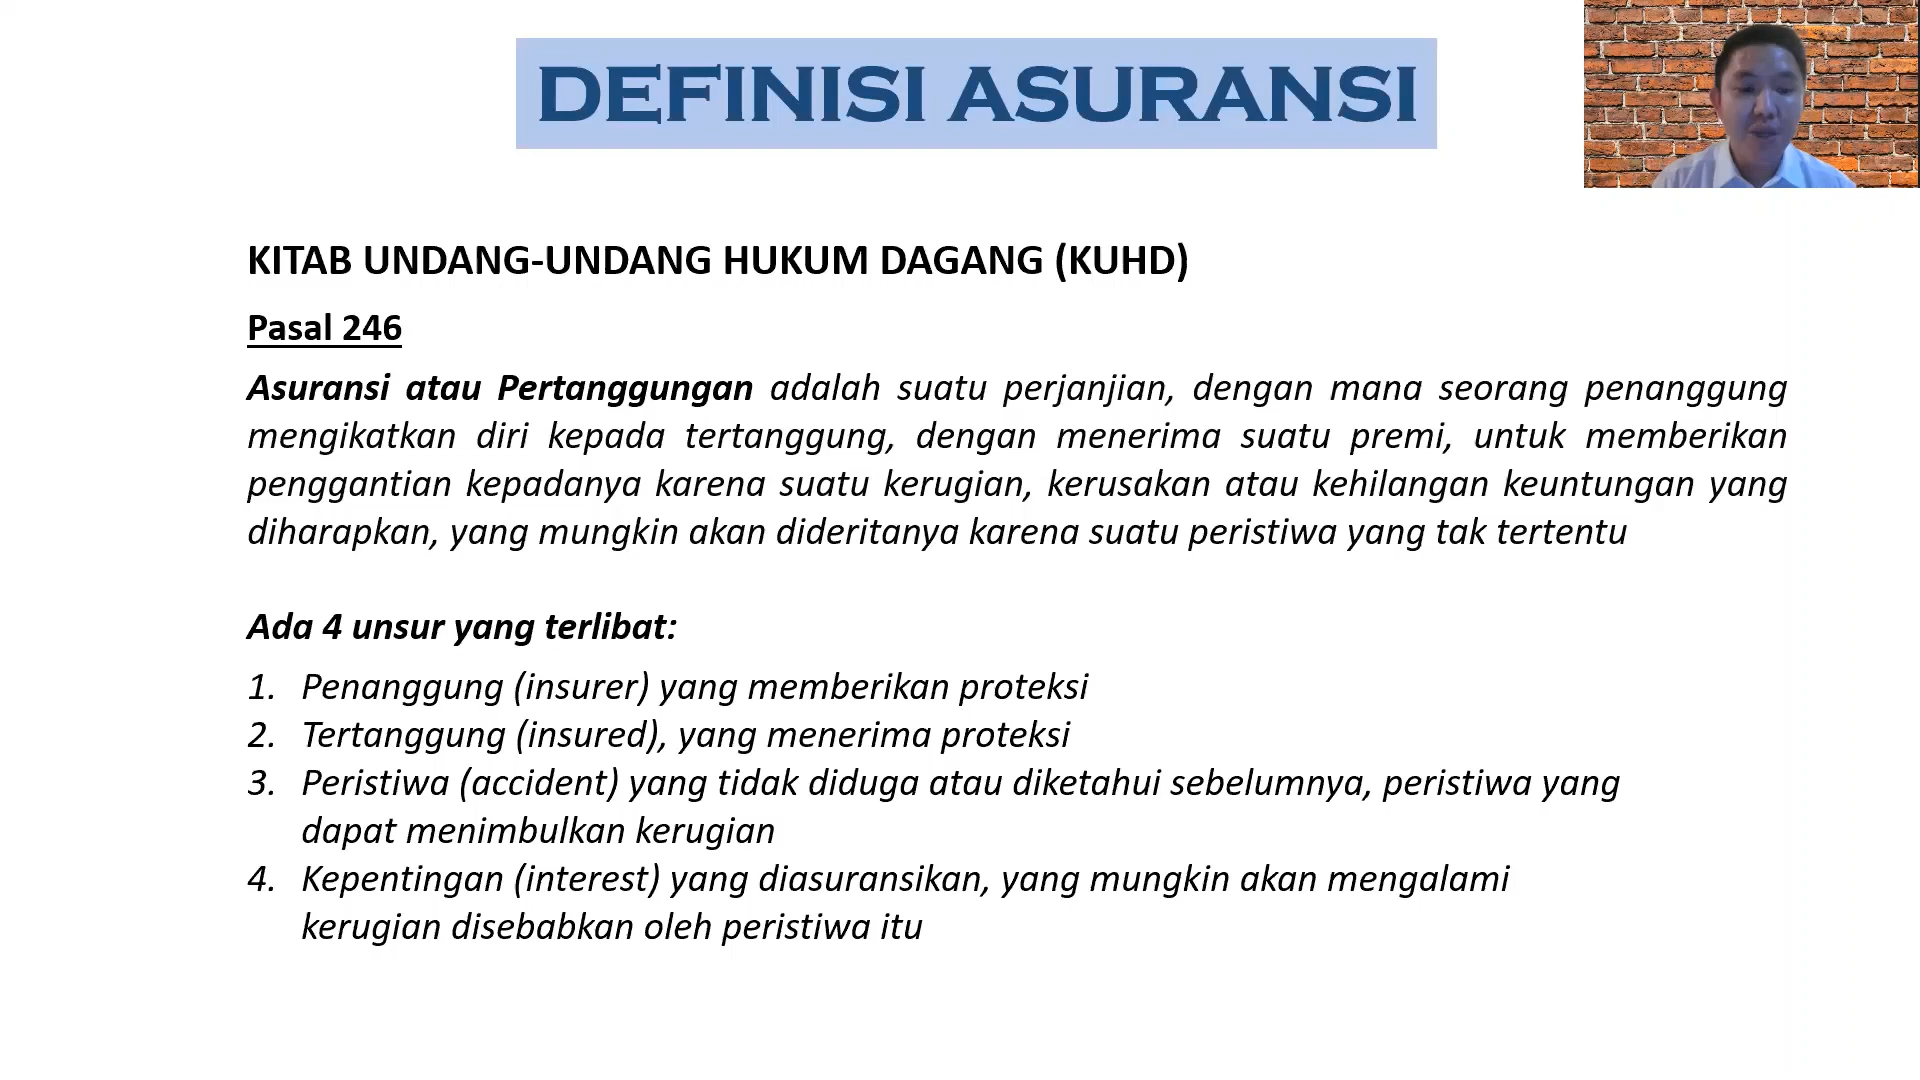 DEFINISI ASURANSI
KITAB UNDANG-UNDANG HUKUM DAGANG (KUHD)
Pasal 246
Asuransi atau Pertanggungan adalah suatu perjanjian, dengan mana seorang penanggung
mengikatkan diri kepada tertanggung, dengan menerima suatu premi, untuk memberikan
penggantian kepadanya karena suatu kerugian, kerusakan atau kehilangan keuntungan yang
diharapkan, yang mungkin akan dideritanya karena suatu peristiwa yang tak tertentu
Ada 4 unsur yang terlibat:
1. Penanggung (insurer) yang memberikan proteksi
2. Tertanggung (insured), yang menerima proteksi
3. Peristiwa (accident) yang tidak diduga atau diketahui sebelumnya, peristiwa yang
dapat menimbulkan kerugian
4. Kepentingan (interest) yang diasuransikan, yang mungkin akan mengalami
kerugian disebabkan oleh peristiwa itu